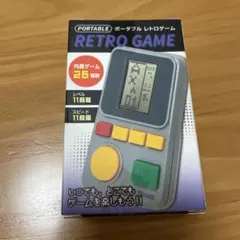 PORTABLE ポータブル レトロゲーム
RETRO GAME
内蔵ゲーム
26種類
レベル
11段階
スピード
11段階
いつでも、どこでも
ゲームを楽しもう!!